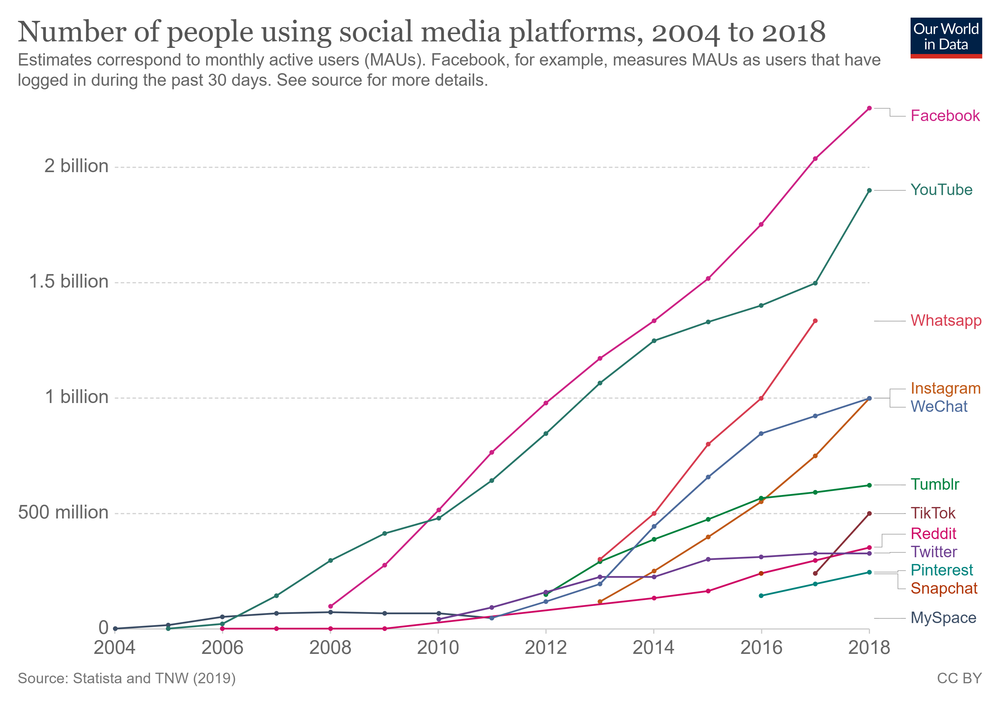 Number of people using social media platforms, 2004 to 2018
Our World
in Data
Estimates correspond to monthly active users (MAUs). Facebook, for example, measures MAUs as users that have
logged in during the past 30 days. See source for more details.
Facebook
2 billion
YouTube
1.5 billion
Whatsapp
Instagram
1 billion
WeChat
Tumblr
500 million
TikTok
Reddit
Twitter
Pinterest
Snapchat
MySpace
0
2004 2006 2008 2010 2012 2014 2016 2018
Source: Statista and TNW (2019)
CC BY